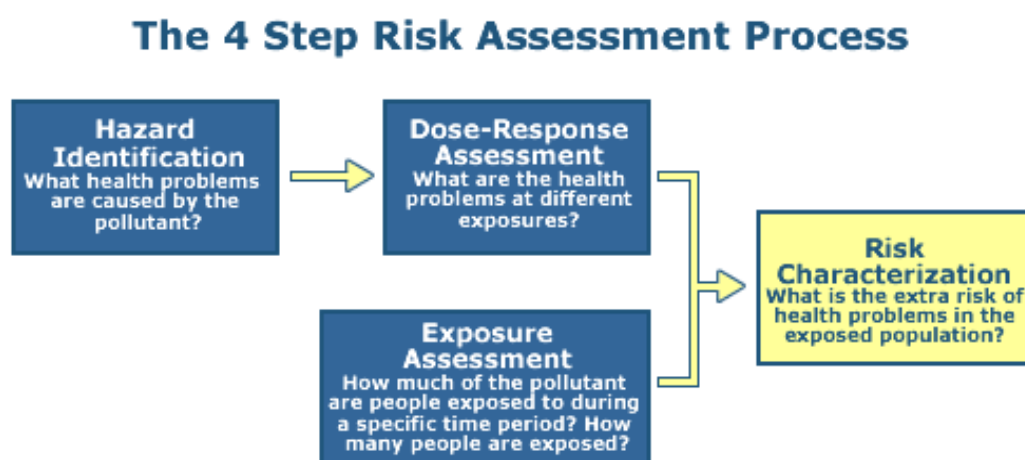 The 4 Step Risk Assessment Process
Hazard
Identification
What health problems
are caused by the
pollutant?
Dose-Response
Assessment
What are the health
problems at different
exposures?
Exposure
Assessment
How much of the pollutant
are people exposed to during
a specific time period? How
many people are exposed?
Risk
Characterization
What is the extra risk of
health problems in the
exposed population?